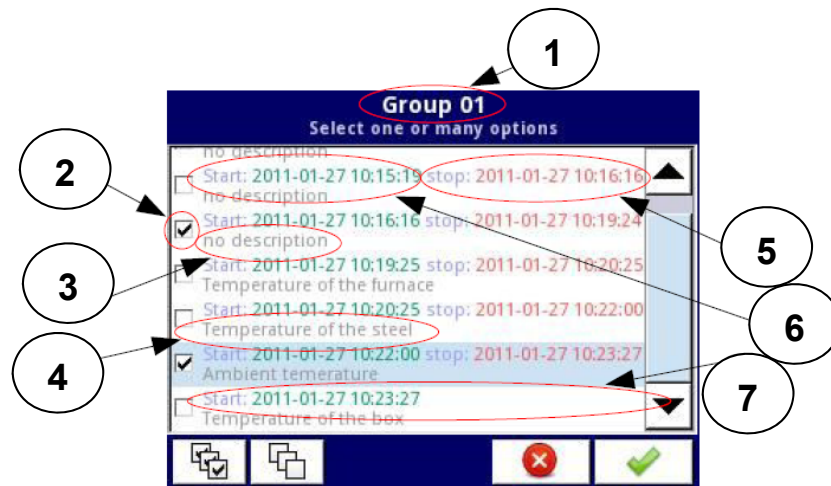 1
Group 01
Select one or many options
no description
Start: 2011-01-27 10:15:19 stop: 2011-01-27 10:16:16
no description
2
Start: 2011-01-27 10:16:16 stop: 2011-01-27 10:19:24
no description
5
3
Start: 2011-01-27 10:19:25 stop: 2011-01-27 10:20:25
Temperature of the furnace
6
Start: 2011-01-27 10:20:25 stop: 2011-01-27 10:22:00
Temperature of the steel
4
Start: 2011-01-27 10:22:00 stop: 2011-01-27 10:23:27
Ambient temerature
7
Start: 2011-01-27 10:23:27
Temperature of the box